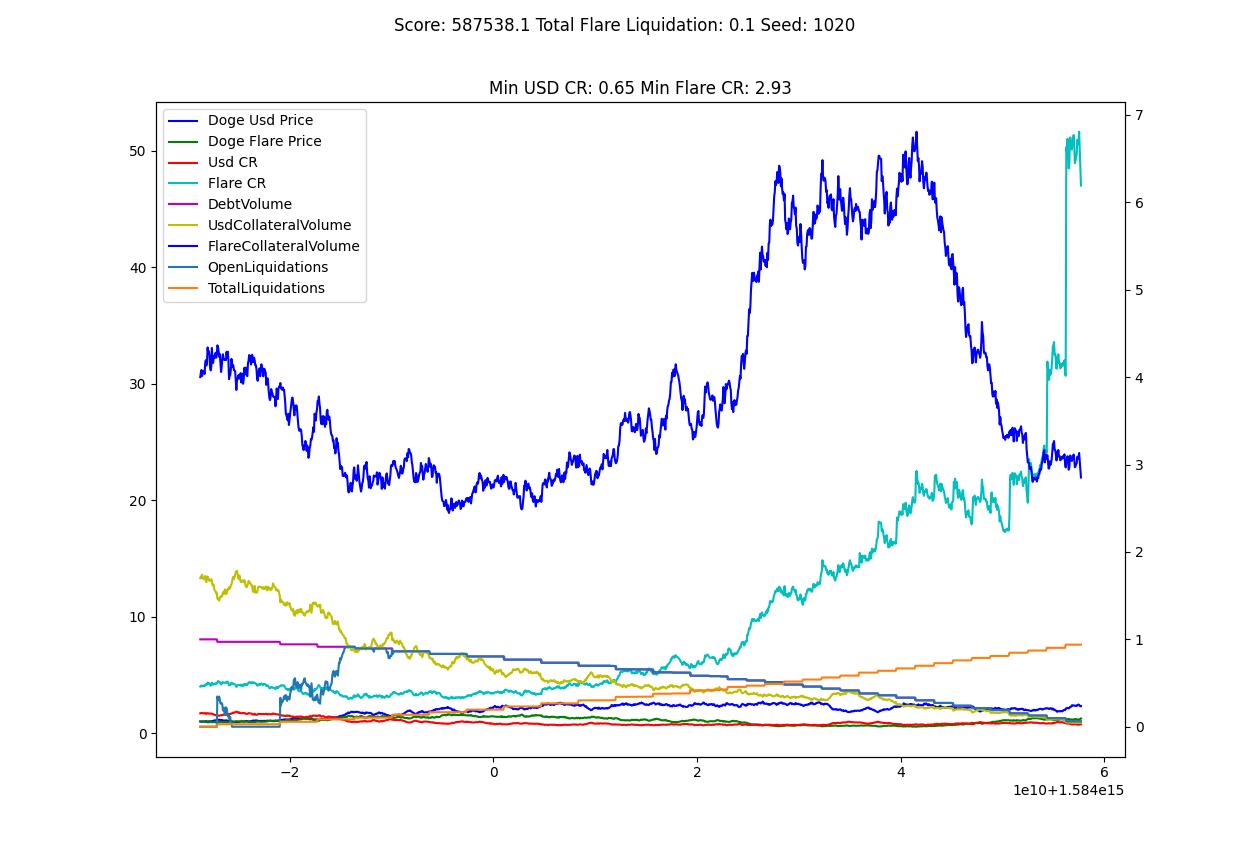 Score: 587538.1 Total Flare Liquidation: 0.1 Seed: 1020
Min USD CR: 0.65 Min Flare CR: 2.93
Doge Usd Price
Doge Flare Price
Usd CR
Flare CR
DebtVolume
UsdCollateralVolume
FlareCollateralVolume
OpenLiquidations
TotalLiquidations
50
40
30
20
10
0
7
6
5
4
3
2
1
0
−2
0
2
4
6
1e10+1.584e15